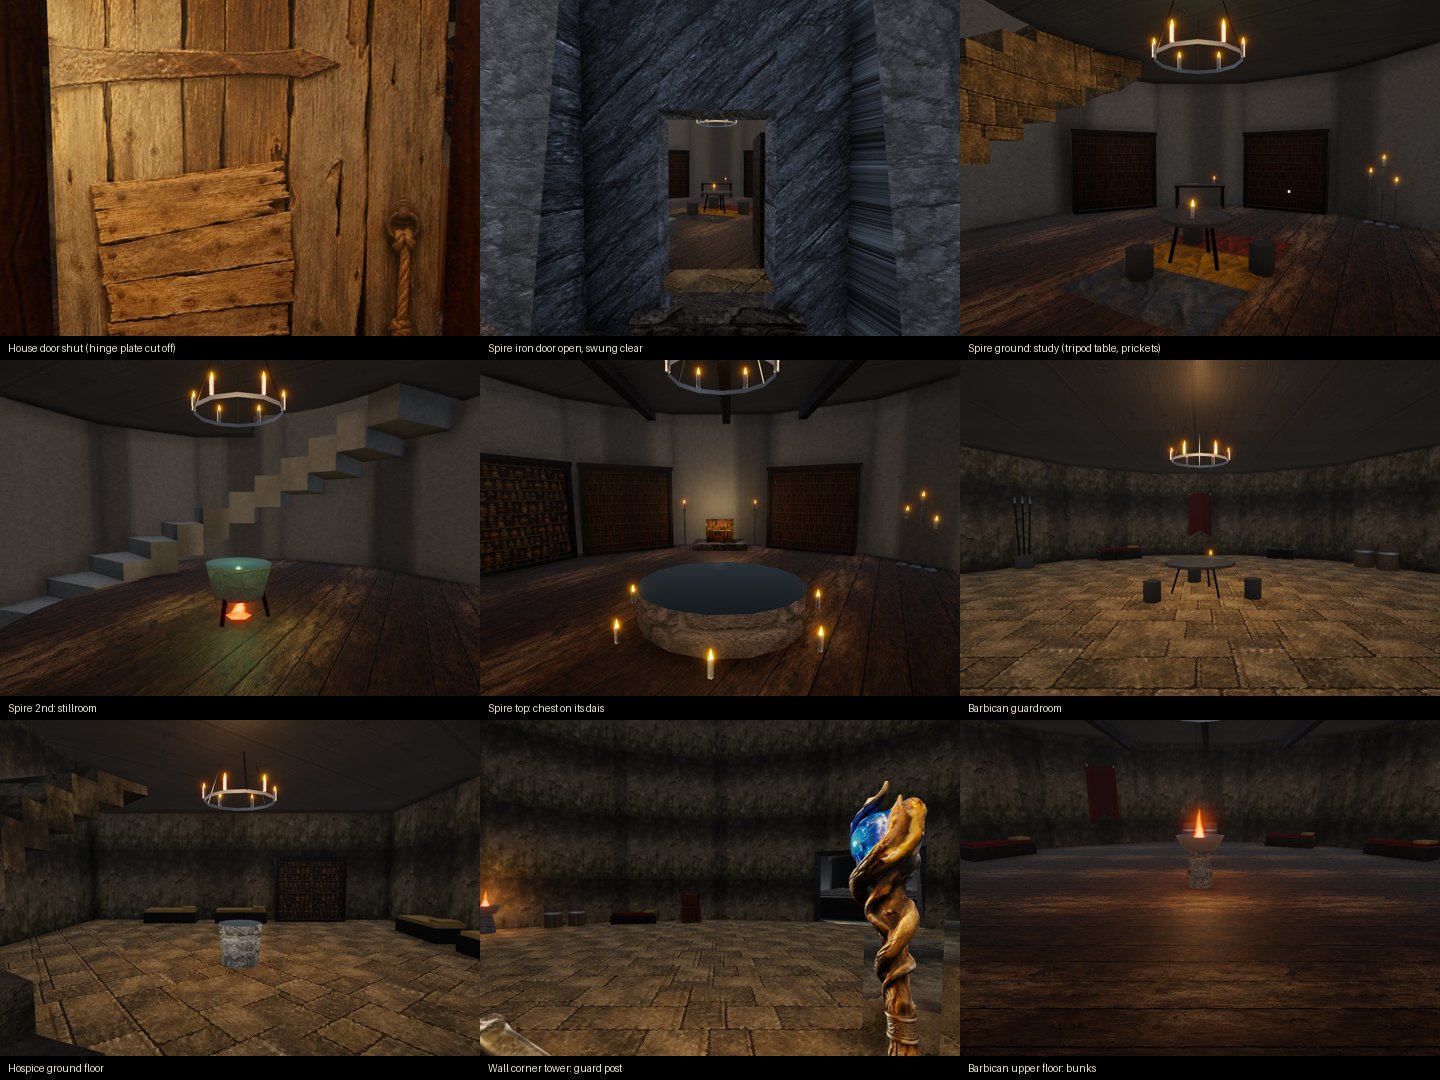 House door shut (hinge plate cut off)
Spire iron door open, swung clear
Spire ground: study (tripod table, prickets)
Spire 2nd: stillroom
Spire top: chest on its dais
Barbican guardroom
Hospice ground floor
Wall corner tower: guard post
Barbican upper floor: bunks